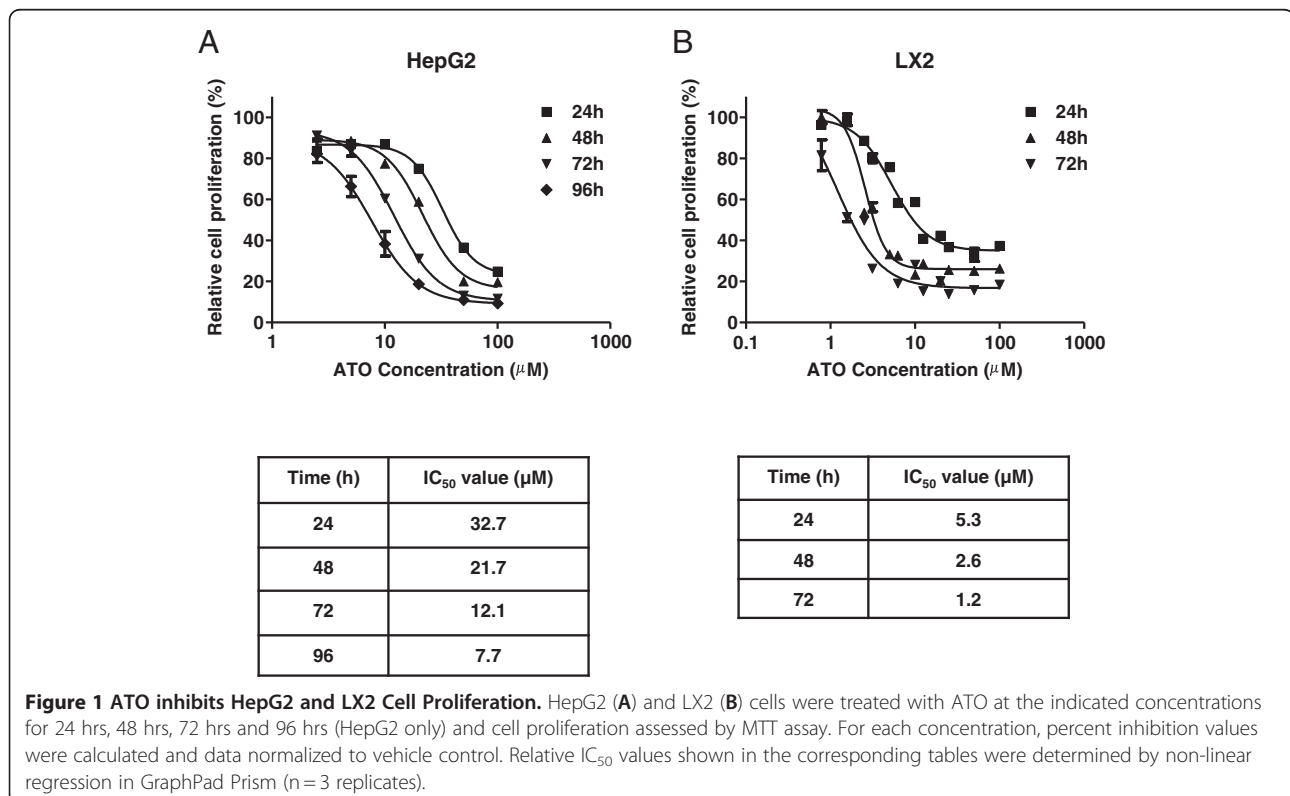 A
HepG2
Relative cell proliferation (%)
100
80
60
40
20
0
1
10
100
1000
ATO Concentration (μM)
24h
48h
72h
96h
B
LX2
Relative cell proliferation (%)
100
80
60
40
20
0
0.1
1
10
100
1000
ATO Concentration (μM)
24h
48h
72h
Time (h) IC50 value (μM)
24 32.7
48 21.7
72 12.1
96 7.7
Time (h) IC50 value (μM)
24 5.3
48 2.6
72 1.2
Figure 1 ATO inhibits HepG2 and LX2 Cell Proliferation. HepG2 (A) and LX2 (B) cells were treated with ATO at the indicated concentrations
for 24 hrs, 48 hrs, 72 hrs and 96 hrs (HepG2 only) and cell proliferation assessed by MTT assay. For each concentration, percent inhibition values
were calculated and data normalized to vehicle control. Relative IC50 values shown in the corresponding tables were determined by non-linear
regression in GraphPad Prism (n = 3 replicates).